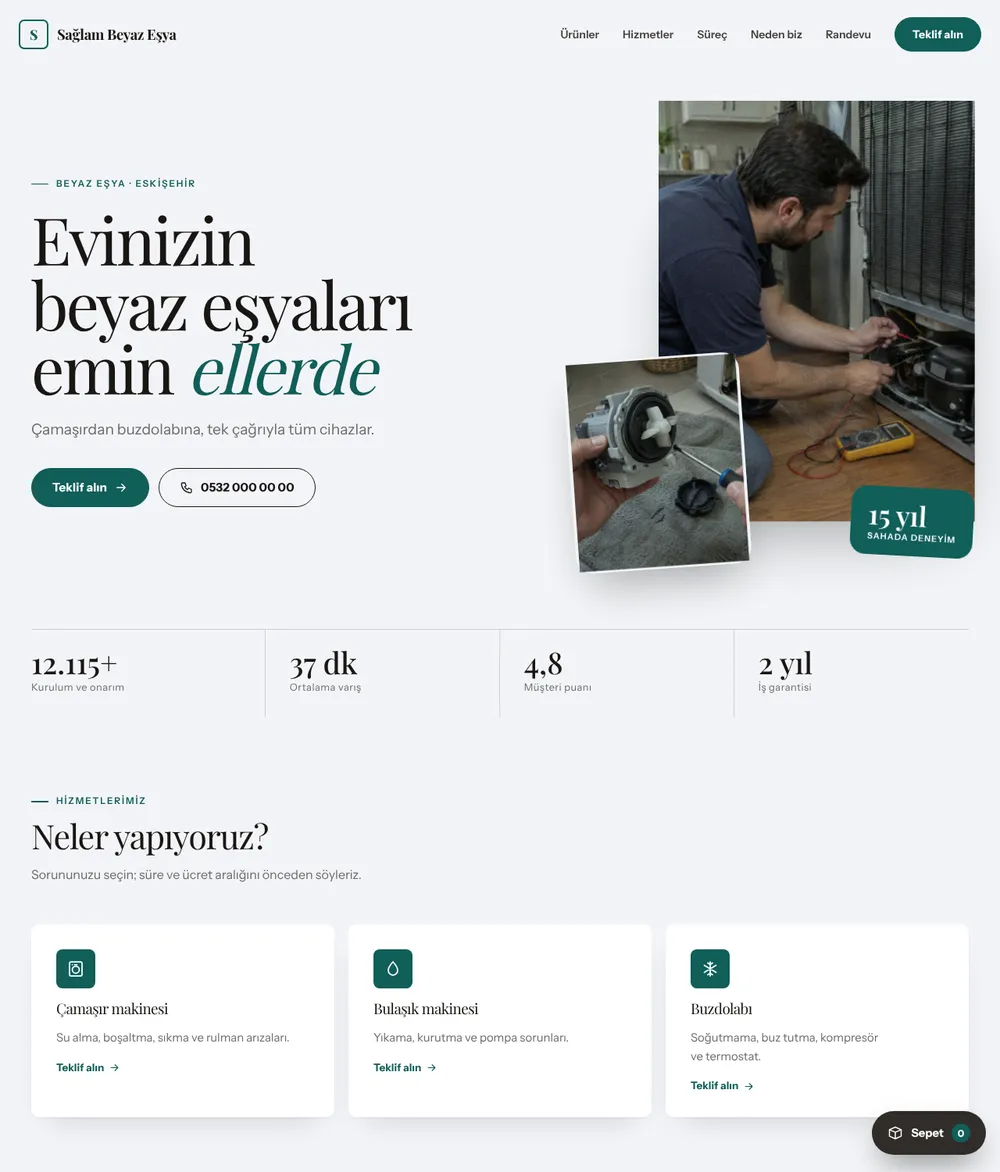 S Sağlam Beyaz Eşya
Ürünler Hizmetler Süreç Neden biz Randevu Teklif alın
BEYAZ EŞYA · ESKİŞEHİR
Evinizin
beyaz eşyaları
emin ellerde
Çamaşırdan buzdolabına, tek çağrıyla tüm cihazlar.
Teklif alın → 0532 000 00 00
15 yıl
SAHADA DENEYİM
12.115+ 37 dk 4,8 2 yıl
Kurulum ve onarım Ortalama varış Müşteri puanı İş garantisi
HİZMETLERİMİZ
Neler yapıyoruz?
Sorununuzu seçin; süre ve ücret aralığını önceden söyleriz.
Çamaşır makinesi
Su alma, boşaltma, sıkma ve rulman arızaları.
Teklif alın →
Bulaşık makinesi
Yıkama, kurutma ve pompa sorunları.
Teklif alın →
Buzdolabı
Soğutmama, buz tutma, kompresör
ve termostat.
Teklif alın →
Sepet 0